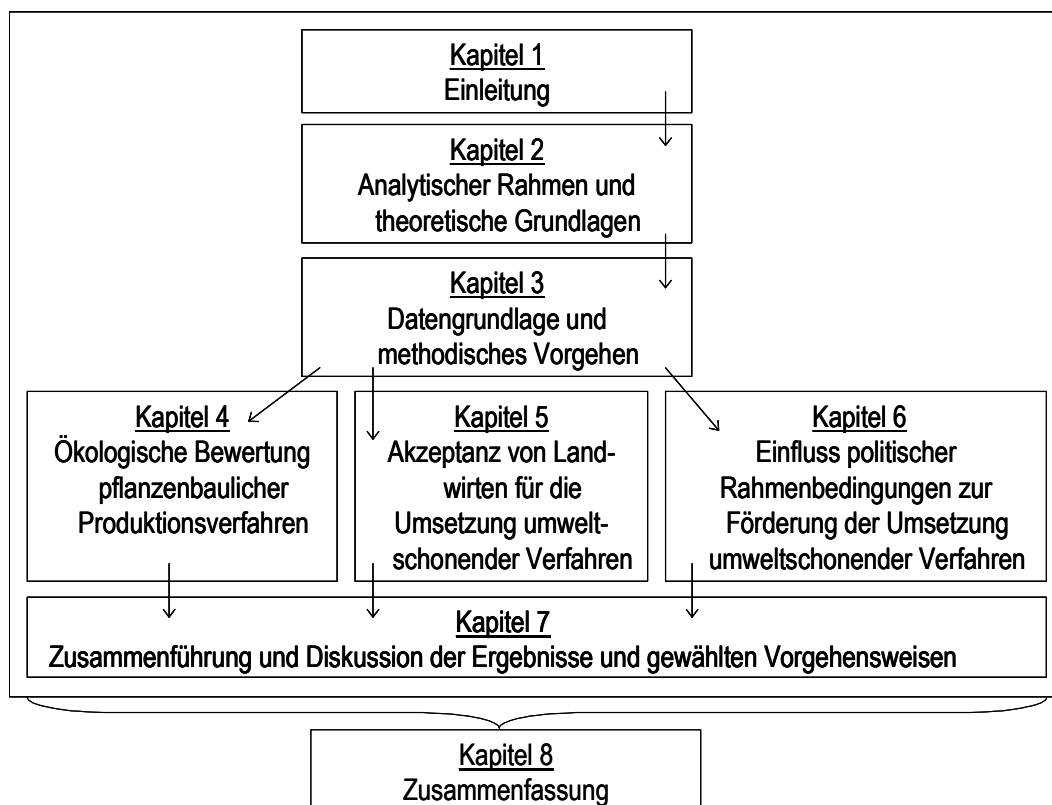 Kapitel 1
Einleitung
Kapitel 2
Analytischer Rahmen und
theoretische Grundlagen
Kapitel 3
Datengrundlage und
methodisches Vorgehen
Kapitel 4
Ökologische Bewertung
pflanzenbaulicher
Produktionsverfahren
Kapitel 5
Akzeptanz von Land-
wirten für die
Umsetzung umwelt-
schonender Verfahren
Kapitel 6
Einfluss politischer
Rahmenbedingungen zur
Förderung der Umsetzung
umweltschonender Verfahren
Kapitel 7
Zusammenführung und Diskussion der Ergebnisse und gewählten Vorgehensweisen
Kapitel 8
Zusammenfassung